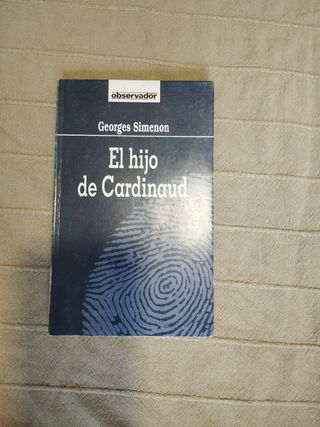 observador
Georges Simenon
El hijo
de Cardinaud